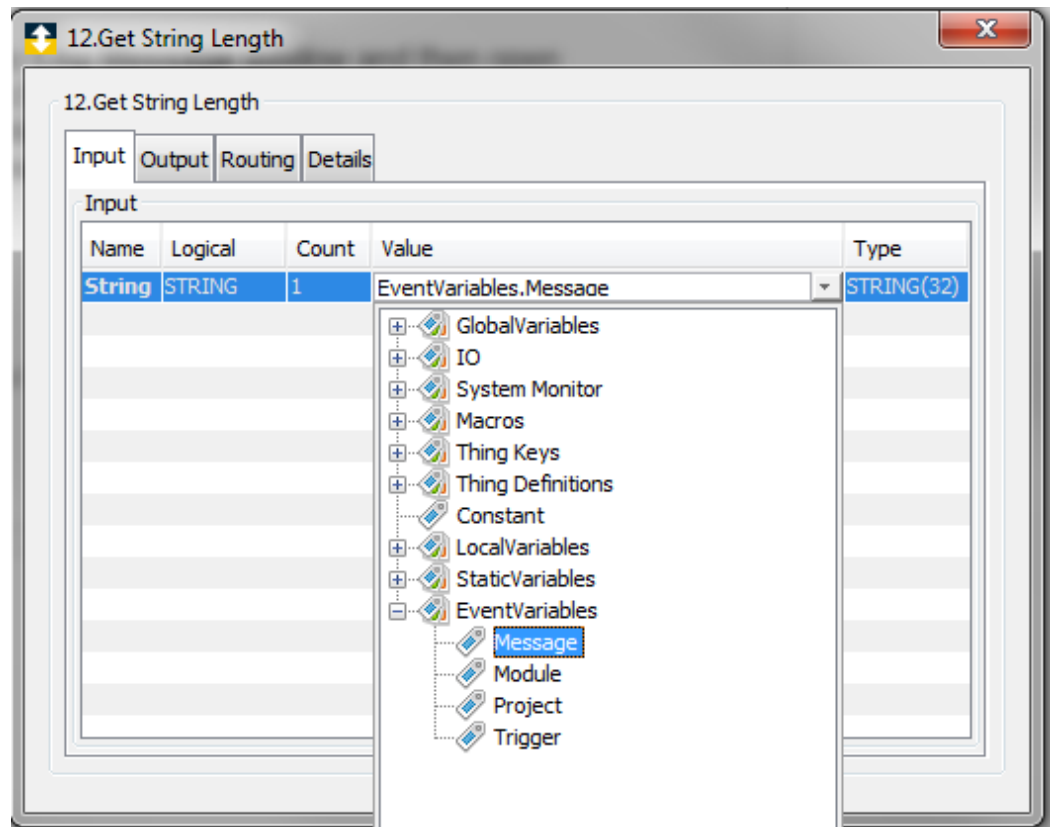 12.Get String Length
12.Get String Length
Input Output Routing Details
Input
Name Logical Count Value Type
String STRING 1 EventVariables.Message STRING(32)
GlobalVariables
IO
System Monitor
Macros
Thing Keys
Thing Definitions
Constant
LocalVariables
StaticVariables
EventVariables
Message
Module
Project
Trigger